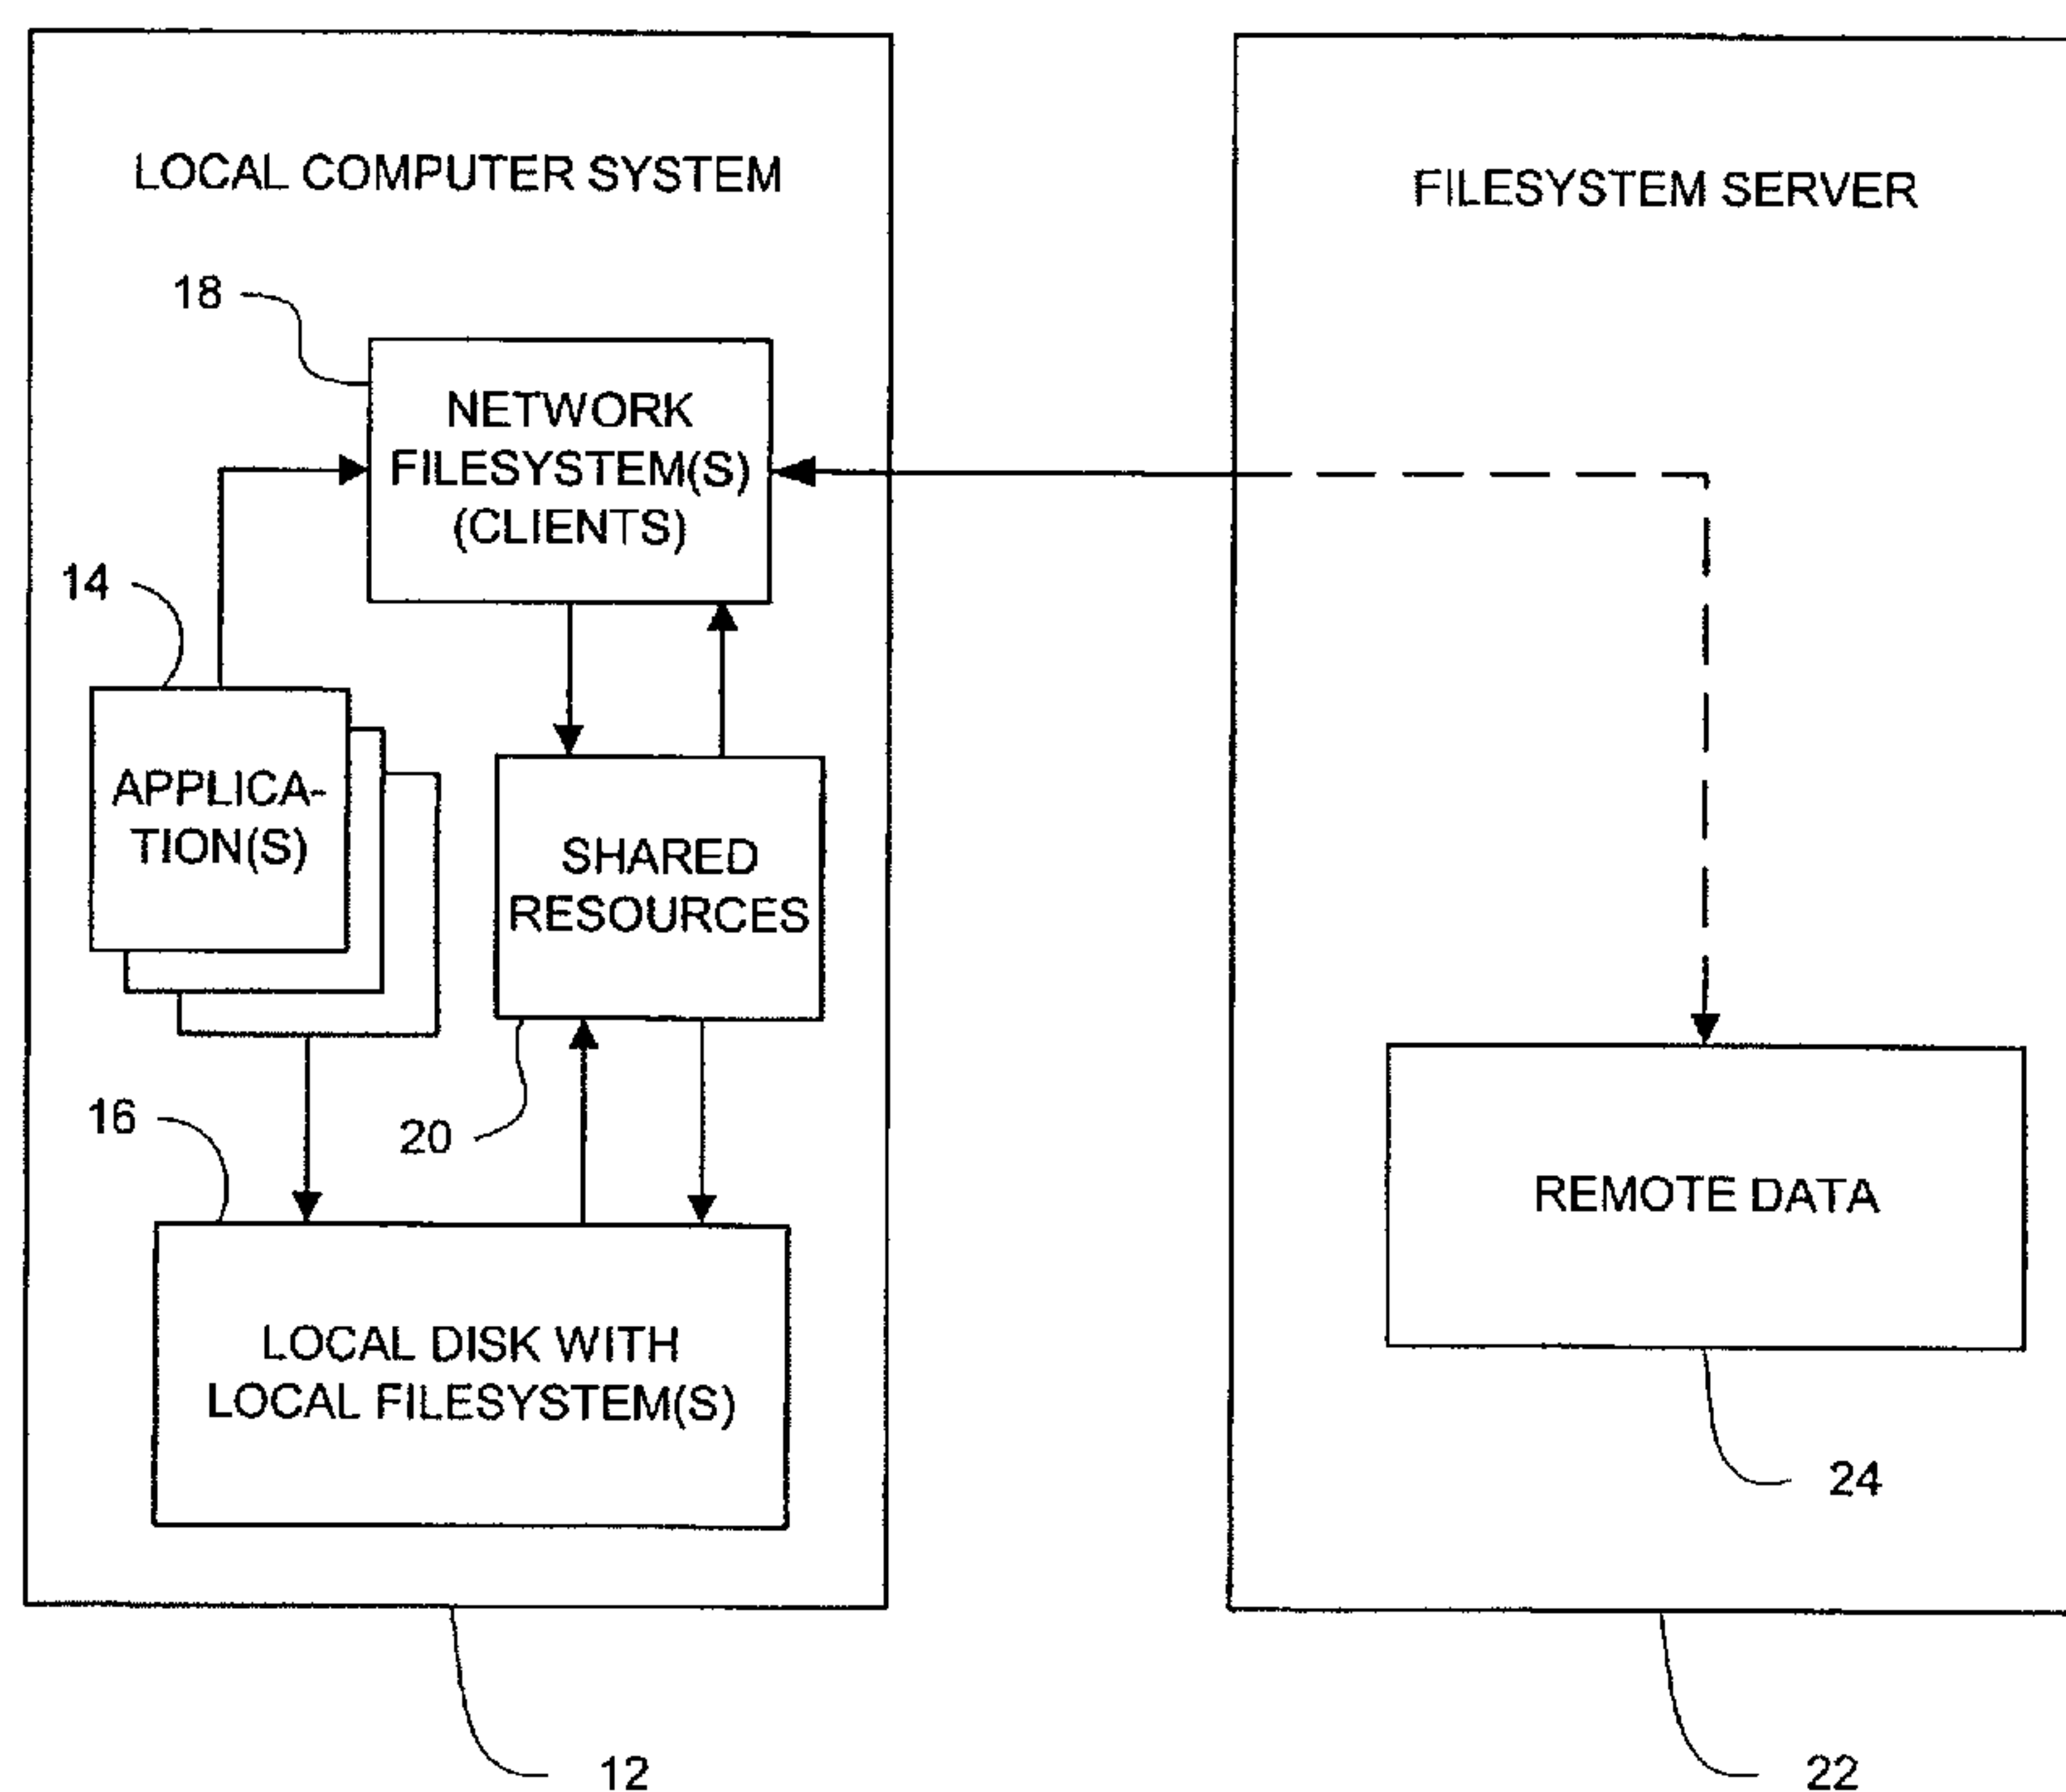 LOCAL COMPUTER SYSTEM
18
NETWORK
FILESYSTEM(S)
(CLIENTS)
14
APPLICA-
TION(S)
SHARED
RESOURCES
16
20
LOCAL DISK WITH
LOCAL FILESYSTEM(S)
12
FILESYSTEM SERVER
REMOTE DATA
24
22